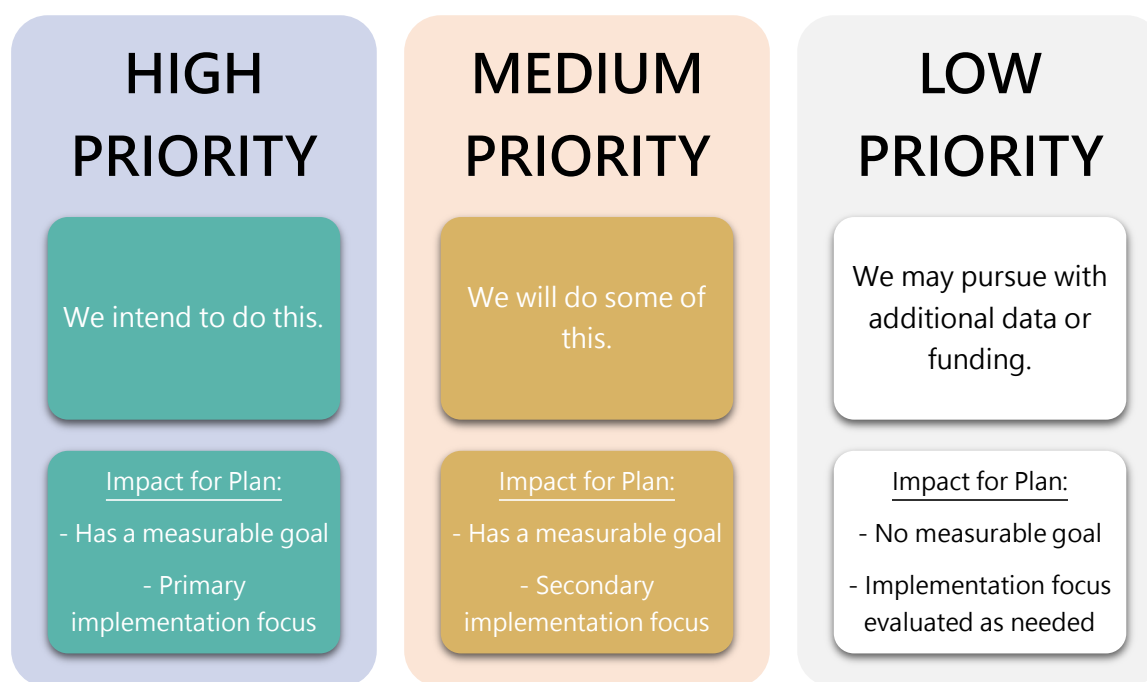 HIGH
PRIORITY
We intend to do this.
Impact for Plan:
- Has a measurable goal
- Primary
implementation focus
MEDIUM
PRIORITY
We will do some of
this.
Impact for Plan:
- Has a measurable goal
- Secondary
implementation focus
LOW
PRIORITY
We may pursue with
additional data or
funding.
Impact for Plan:
- No measurable goal
- Implementation focus
evaluated as needed